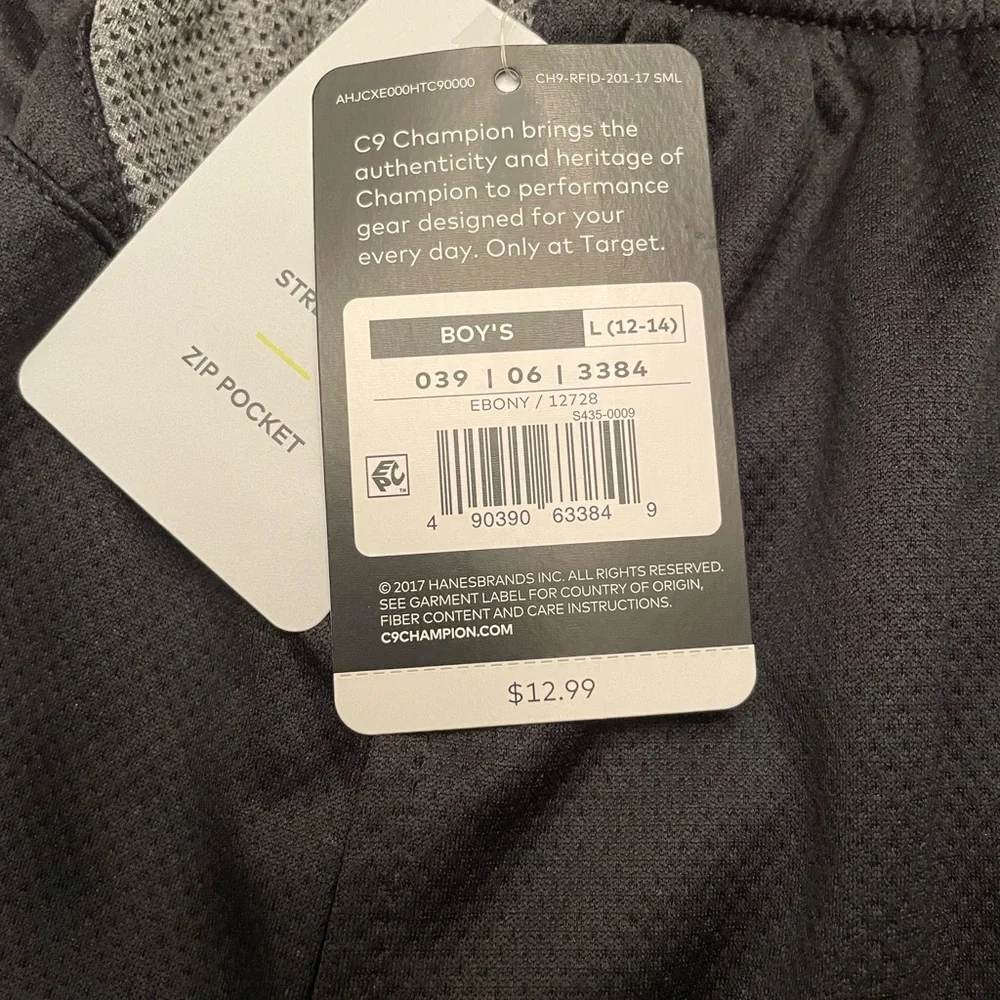 AHJCXE000HTC90000
CH9-RFID-201-17 SML
C9 Champion brings the
authenticity and heritage of
Champion to performance
gear designed for your
every day. Only at Target.
BOY'S
L (12-14)
039 | 06 | 3384
EBONY / 12728
S435-0009
EPC™
4 90390 63384 9
© 2017 HANESBRANDS INC. ALL RIGHTS RESERVED.
SEE GARMENT LABEL FOR COUNTRY OF ORIGIN,
FIBER CONTENT AND CARE INSTRUCTIONS.
C9CHAMPION.COM
$12.99
ZIP POCKET